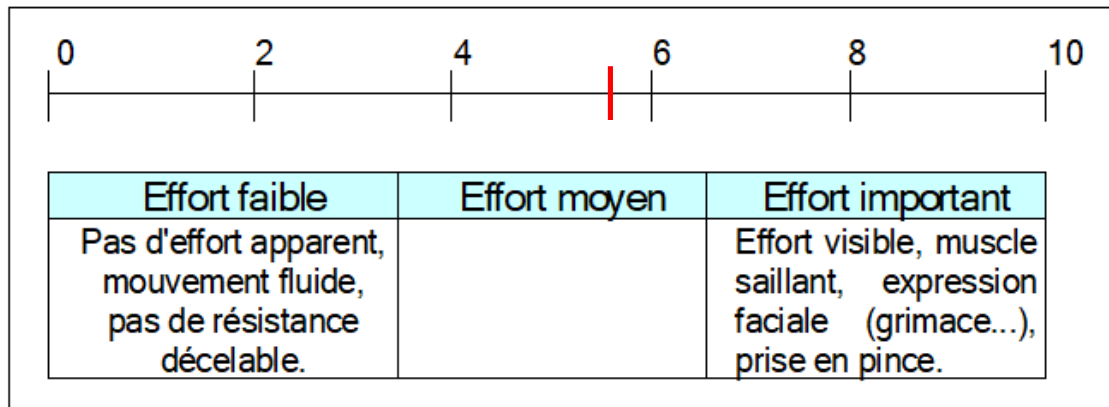 0 2 4 6 8 10
Effort faible Effort moyen Effort important
Pas d'effort apparent,
mouvement fluide,
pas de résistance
décelable.
Effort visible, muscle
saillant, expression
faciale (grimace...),
prise en pince.